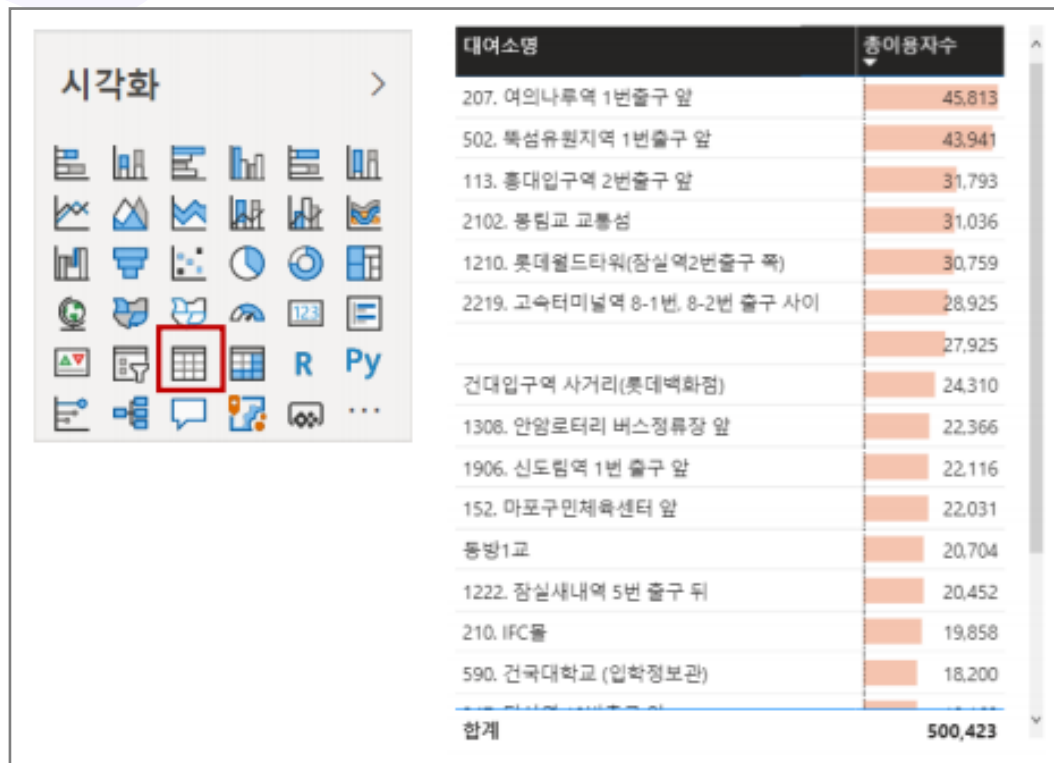 시각화
123
R Py
대여소명 총이용자수
207. 여의나루역 1번출구 앞 45,813
502. 뚝섬유원지역 1번출구 앞 43,941
113. 홍대입구역 2번출구 앞 31,793
2102. 봉림교 교통섬 31,036
1210. 롯데월드타워(잠실역2번출구 쪽) 30,759
2219. 고속터미널역 8-1번, 8-2번 출구 사이 28,925
27,925
건대입구역 사거리(롯데백화점) 24,310
1308. 안암로터리 버스정류장 앞 22,366
1906. 신도림역 1번 출구 앞 22,116
152. 마포구민체육센터 앞 22,031
동방1교 20,704
1222. 잠실새내역 5번 출구 뒤 20,452
210. IFC몰 19,858
590. 건국대학교 (입학정보관) 18,200
합계 500,423